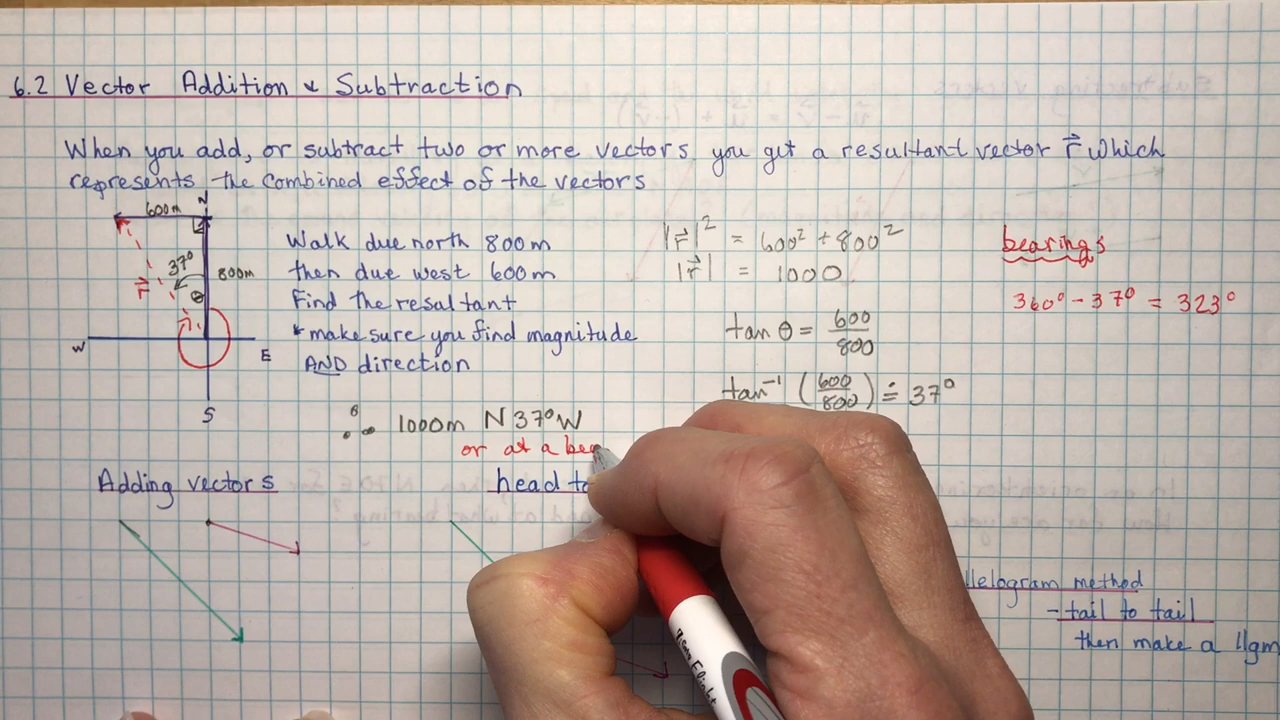 6.2 Vector Addition & Subtraction
When you add, or subtract two or more vectors you get a resultant vector r⃗ which
represents the combined effect of the vectors
N
600m
37°
800m
r⃗
θ
W
E
S
Walk due north 800m
then due west 600m
Find the resultant
*make sure you find magnitude
AND direction
∴ 1000m N37°W
or at a bea
|r⃗|² = 600² + 800²
|r⃗| = 1000
tan θ = 600/800
tan⁻¹ (600/800) ≐ 37°
bearings
360° - 37° = 323°
Adding vectors
head to
llelogram method
- tail to tail
then make a ||gm